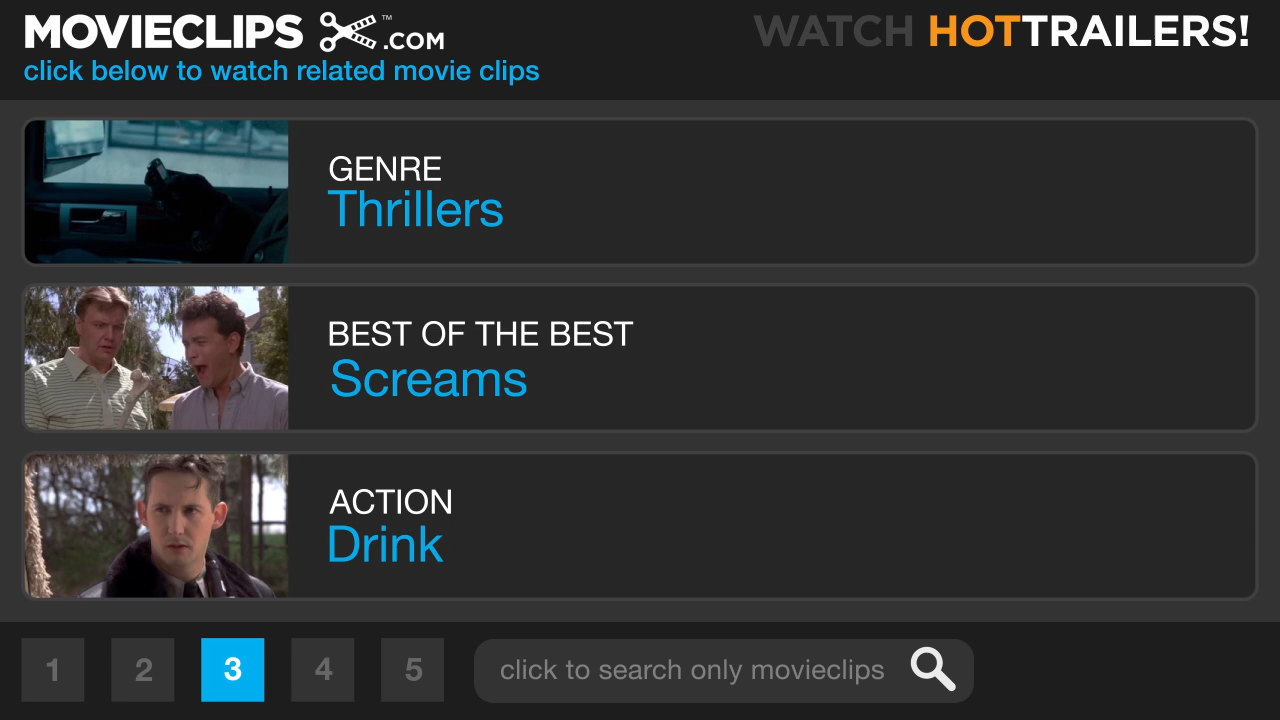 MOVIECLIPS ™ .COM
WATCH HOTTRAILERS!
click below to watch related movie clips
GENRE
Thrillers
BEST OF THE BEST
Screams
ACTION
Drink
1 2 3 4 5 click to search only movieclips